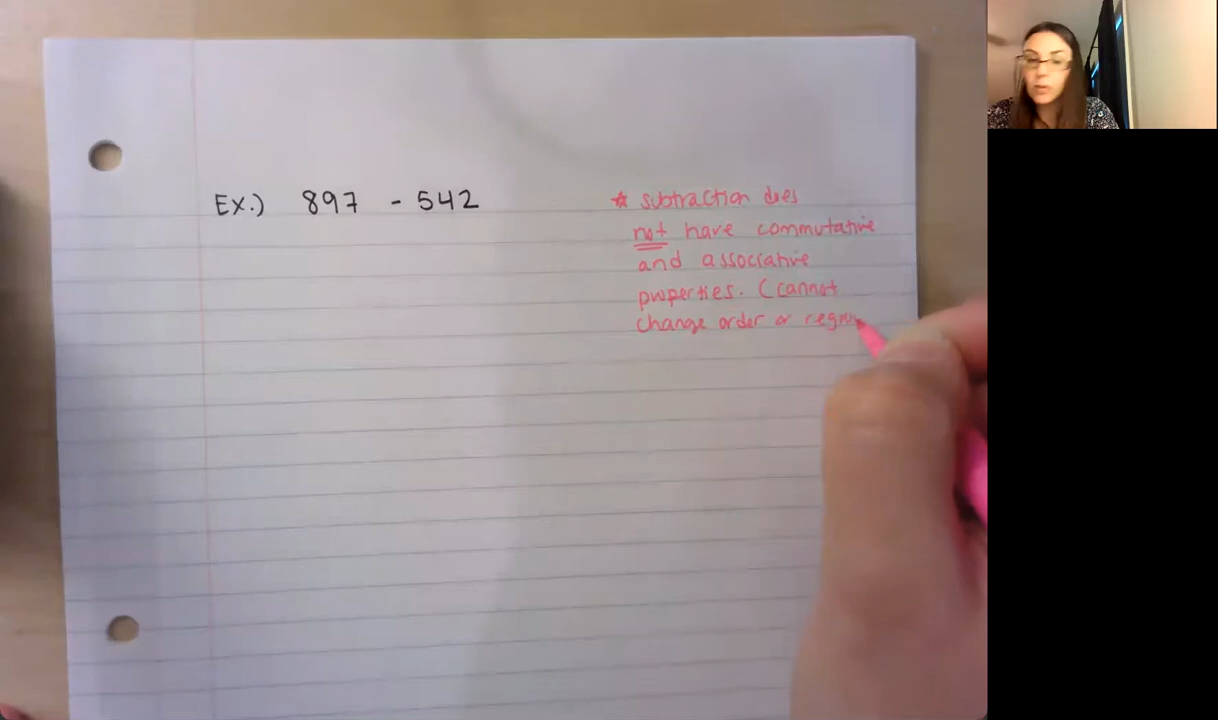 Ex.) 897 - 542
* subtraction does
not have commutative
and associative
properties. (cannot
change order or